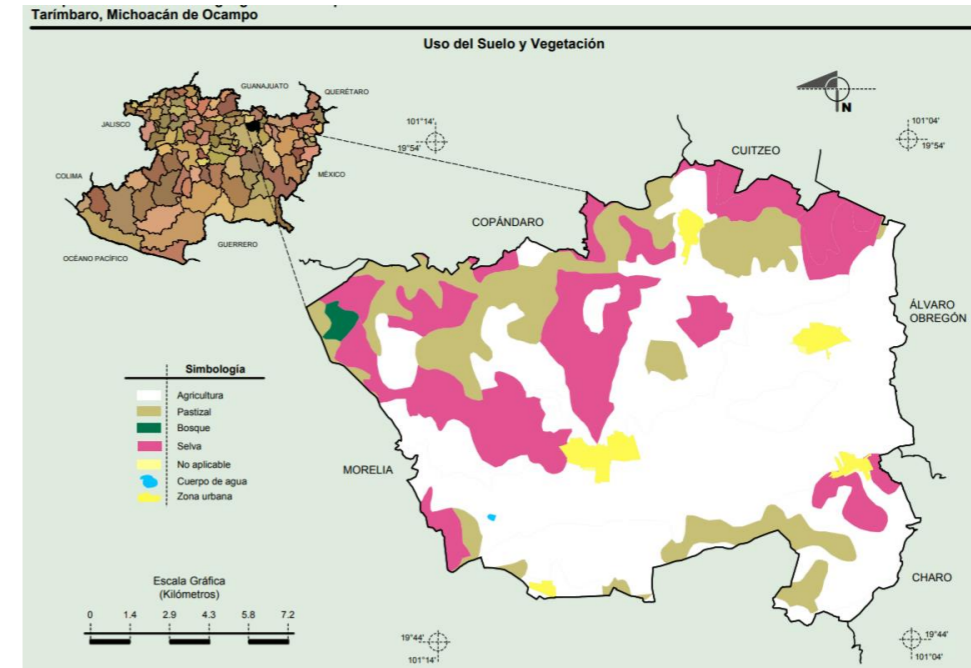 Tarímbaro, Michoacán de Ocampo
Uso del Suelo y Vegetación
GUANAJUATO
QUERÉTARO
JALISCO
COLIMA
MÉXICO
GUERRERO
OCÉANO PACÍFICO
N
101°14'
19°54'
101°04'
19°54'
CUITZEO
COPÁNDARO
ÁLVARO
OBREGÓN
MORELIA
CHARO
Simbología
Agricultura
Pastizal
Bosque
Selva
No aplicable
Cuerpo de agua
Zona urbana
Escala Gráfica
(Kilómetros)
0 1.4 2.9 4.3 5.8 7.2
19°44'
101°14'
19°44'
101°04'